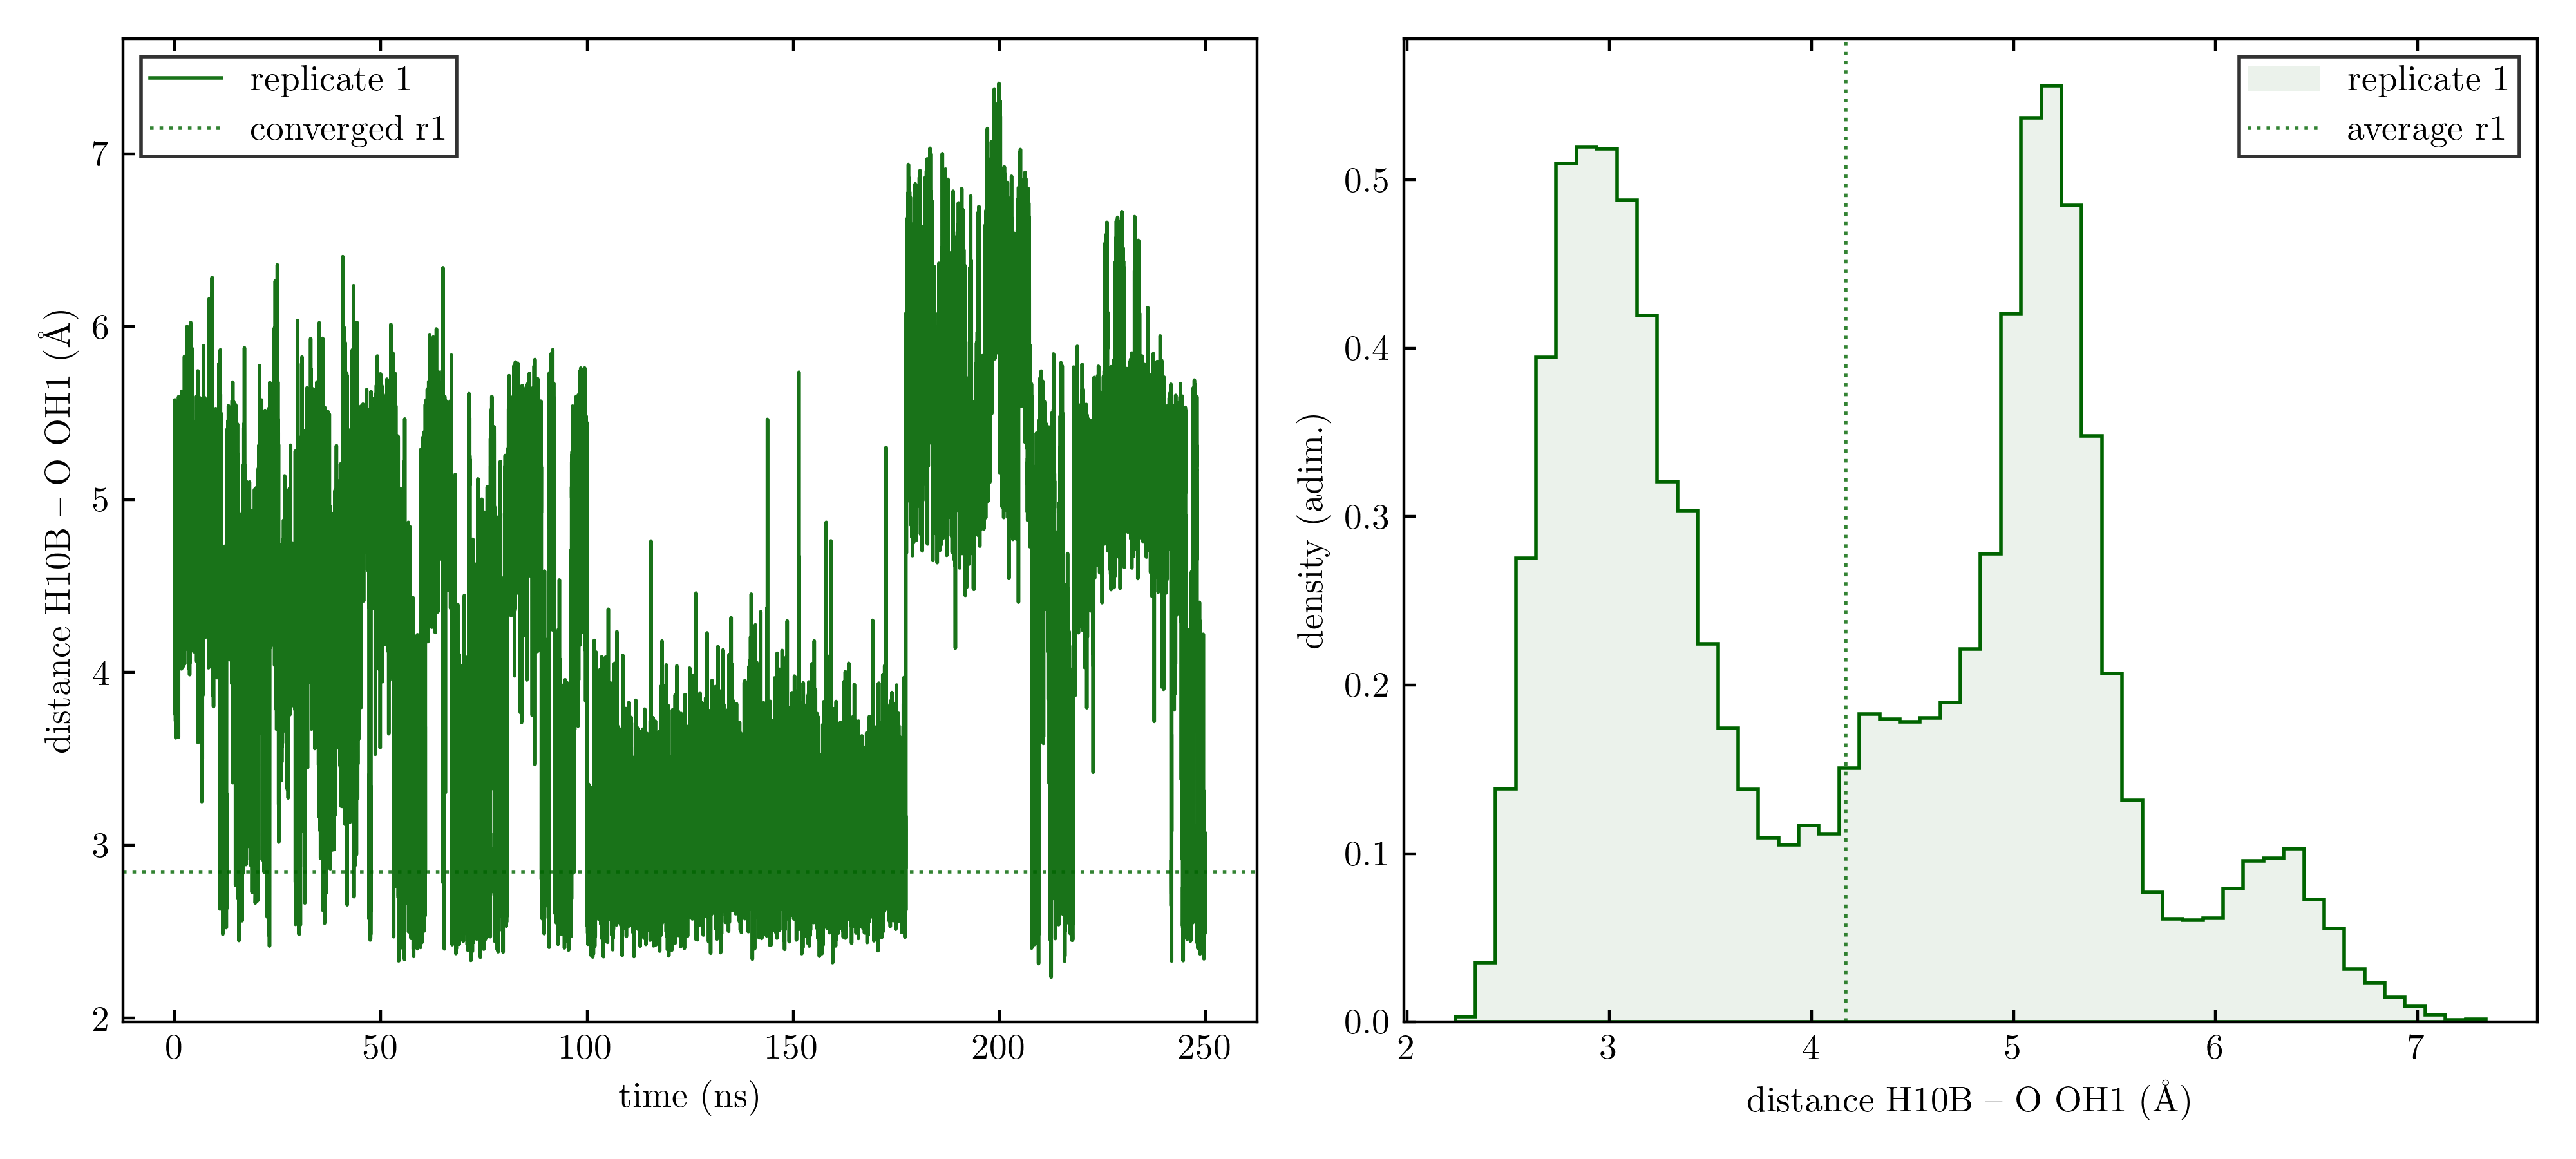 replicate 1
converged r1
7
6
5
4
3
2
distance H10B – O OH1 (Å)
0 50 100 150 200 250
time (ns)
replicate 1
average r1
0.5
0.4
0.3
0.2
0.1
0.0
density (adim.)
2 3 4 5 6 7
distance H10B – O OH1 (Å)